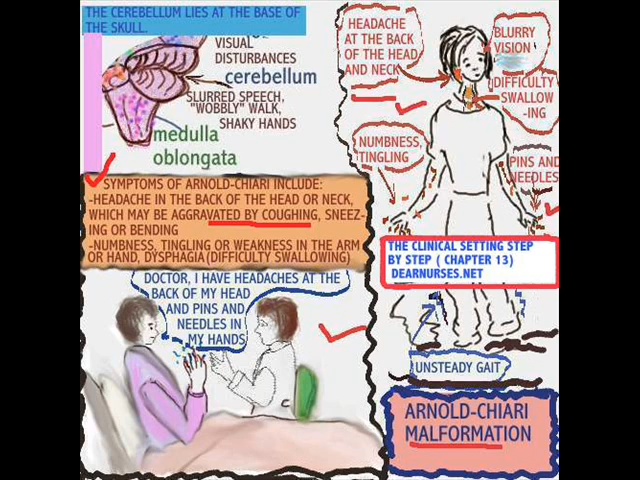 THE CEREBELLUM LIES AT THE BASE OF
THE SKULL.
VISUAL
DISTURBANCES
cerebellum
SLURRED SPEECH,
"WOBBLY" WALK,
SHAKY HANDS
medulla
oblongata
SYMPTOMS OF ARNOLD-CHIARI INCLUDE:
-HEADACHE IN THE BACK OF THE HEAD OR NECK,
WHICH MAY BE AGGRAVATED BY COUGHING, SNEEZ-
ING OR BENDING
-NUMBNESS, TINGLING OR WEAKNESS IN THE ARM
OR HAND, DYSPHAGIA(DIFFICULTY SWALLOWING)
DOCTOR, I HAVE HEADACHES AT THE
BACK OF MY HEAD
AND PINS AND
NEEDLES IN
MY HANDS
HEADACHE
AT THE BACK
OF THE HEAD
AND NECK
BLURRY
VISION
DIFFICULTY
SWALLOW
-ING
NUMBNESS,
TINGLING
PINS AND
NEEDLES
THE CLINICAL SETTING STEP
BY STEP ( CHAPTER 13)
DEARNURSES.NET
UNSTEADY GAIT
ARNOLD-CHIARI
MALFORMATION